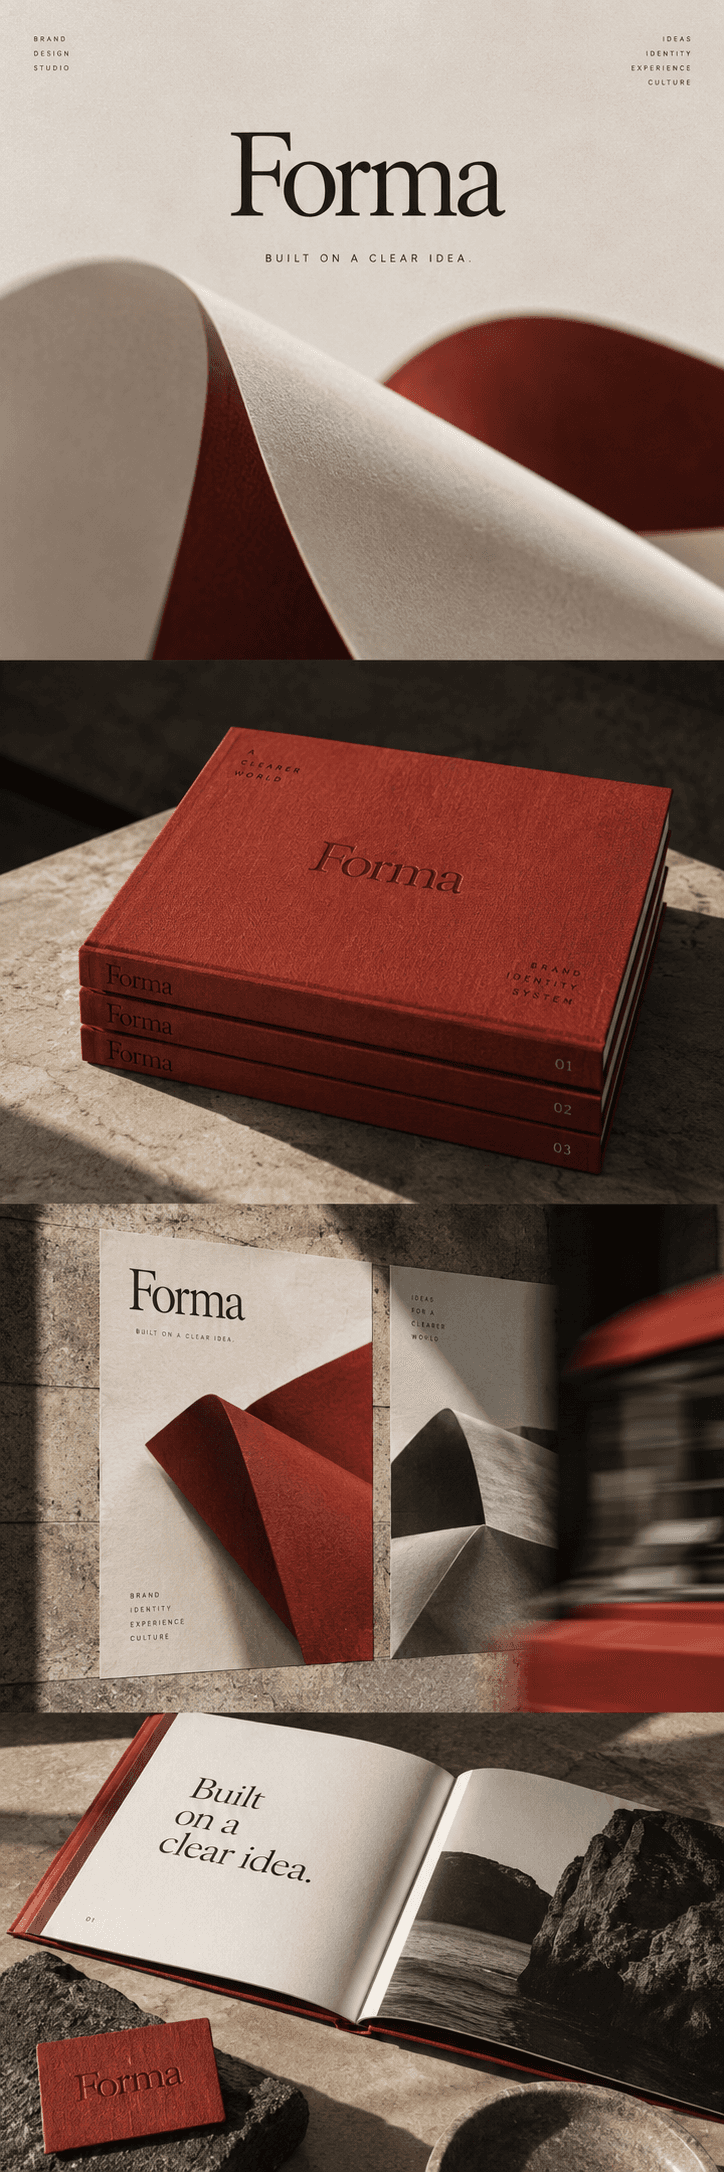 BRAND
DESIGN
STUDIO
IDEAS
IDENTITY
EXPERIENCE
CULTURE
Forma
BUILT ON A CLEAR IDEA.
A
CLEARER
WORLD
Forma
BRAND
IDENTITY
SYSTEM
Forma
01
Forma
02
Forma
03
Forma
BUILT ON A CLEAR IDEA.
BRAND
IDENTITY
EXPERIENCE
CULTURE
IDEAS
FOR A
CLEARER
WORLD
Built
on a
clear idea.
01
Forma